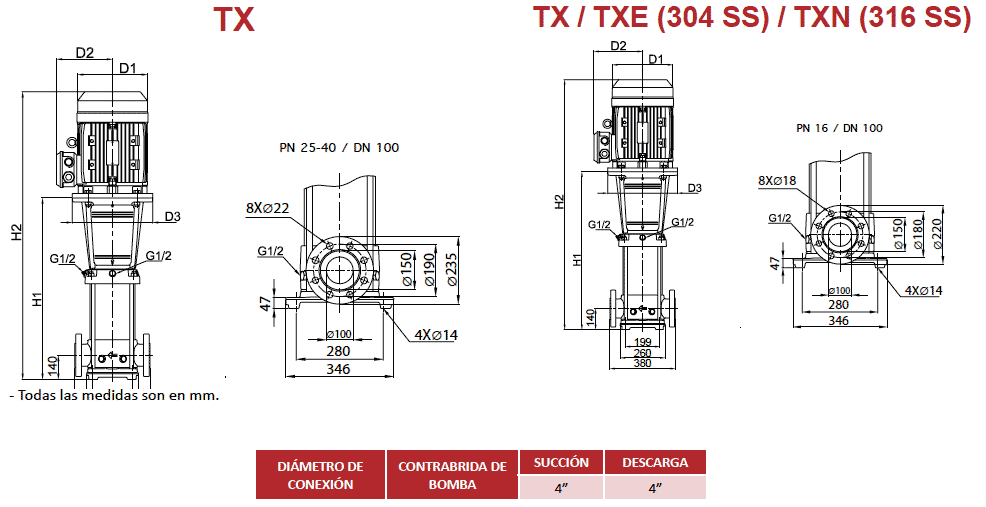 TX
TX / TXE (304 SS) / TXN (316 SS)
D2
D1
H2
D3
G1/2
G1/2
H1
140
PN 25-40 / DN 100
8XØ22
G1/2
47
Ø150
Ø190
Ø235
Ø100
4XØ14
280
346
D2
D1
H2
D3
G1/2
G1/2
H1
140
199
260
380
PN 16 / DN 100
8XØ18
G1/2
47
Ø150
Ø180
Ø220
Ø100
4XØ14
280
346
- Todas las medidas son en mm.
DIÁMETRO DE
CONEXIÓN
CONTRABRIDA DE
BOMBA
SUCCIÓN
DESCARGA
4”
4”